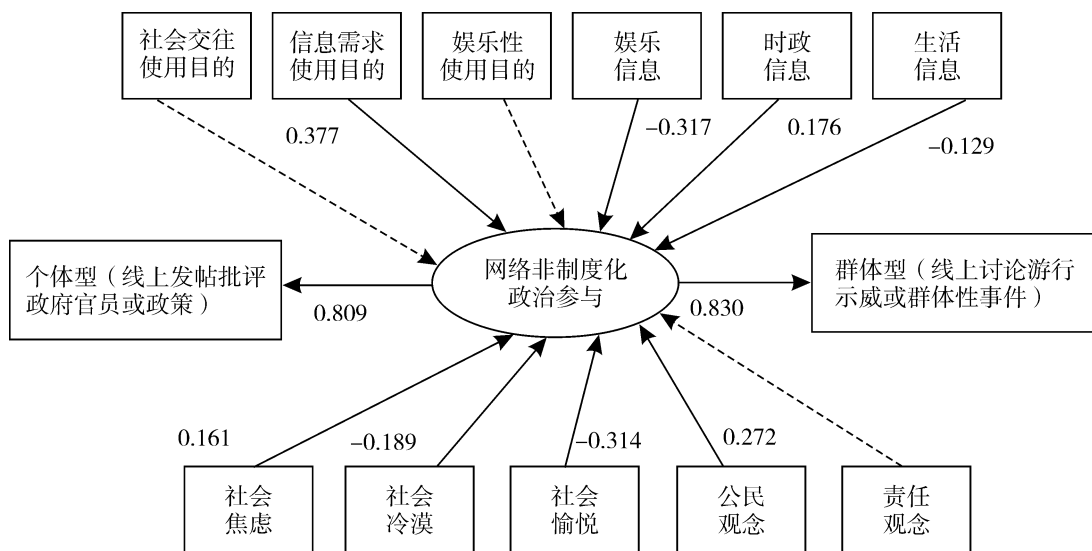 社会交往
使用目的
信息需求
使用目的
娱乐性
使用目的
娱乐
信息
时政
信息
生活
信息
0.377
−0.317
0.176
−0.129
个体型（线上发帖批评
政府官员或政策）
0.809
网络非制度化
政治参与
0.830
群体型（线上讨论游行
示威或群体性事件）
0.161
−0.189
−0.314
0.272
社会
焦虑
社会
冷漠
社会
愉悦
公民
观念
责任
观念